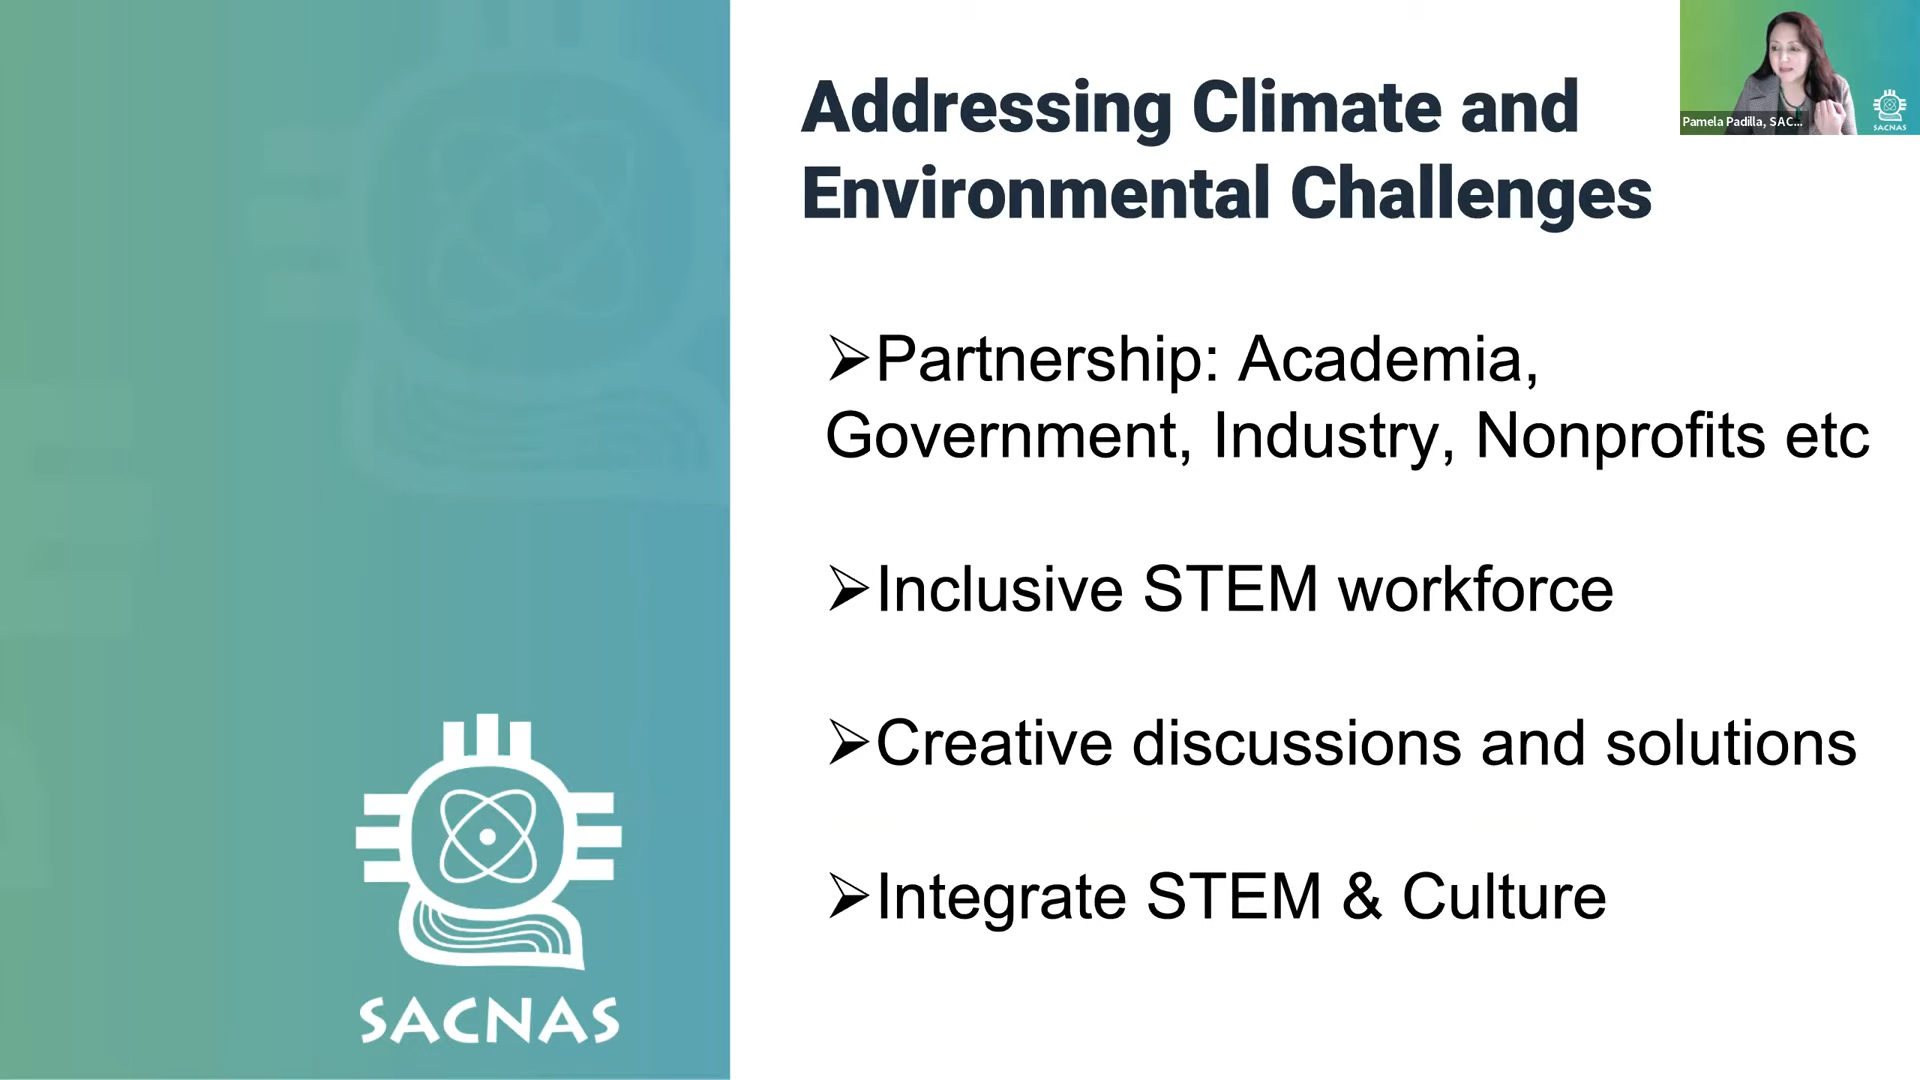 Addressing Climate and
Environmental Challenges
Pamela Padilla, SAC...
SACNAS
➢Partnership: Academia,
Government, Industry, Nonprofits etc
➢Inclusive STEM workforce
➢Creative discussions and solutions
➢Integrate STEM & Culture
SACNAS